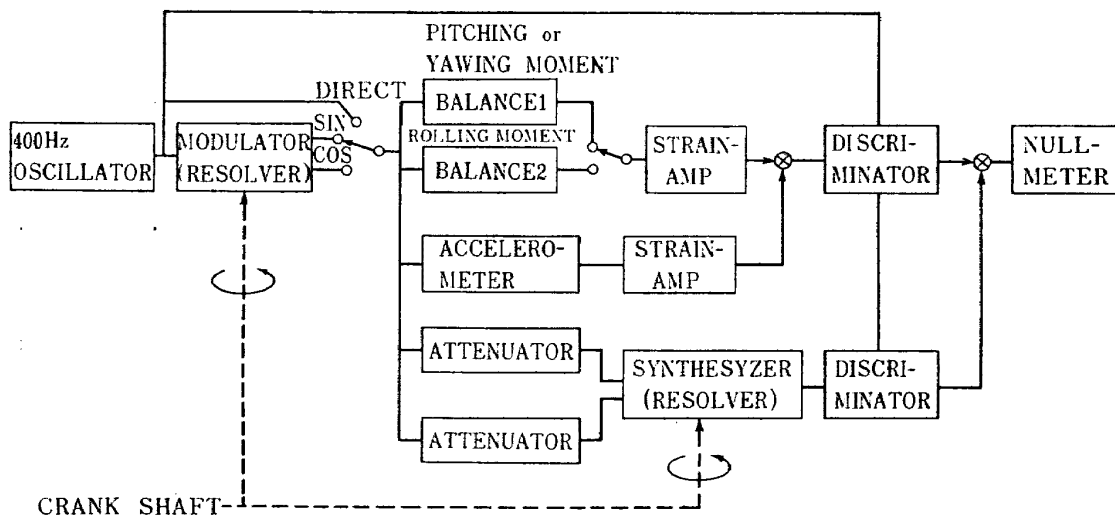 PITCHING or
YAWING MOMENT
DIRECT
BALANCE1
400Hz
OSCILLATOR
MODULATOR
(RESOLVER)
SIN
COS
ROLLING MOMENT
BALANCE2
STRAIN-
AMP
DISCRI-
MINATOR
NULL-
METER
ACCELERO-
METER
STRAIN-
AMP
ATTENUATOR
SYNTHESYZER
(RESOLVER)
DISCRI-
MINATOR
ATTENUATOR
CRANK SHAFT